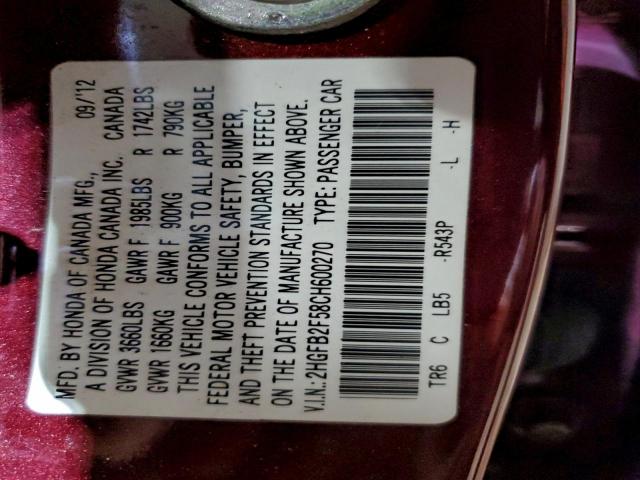 MFD. BY HONDA OF CANADA MFG., 09/'12
A DIVISION OF HONDA CANADA INC. CANADA
GVWR 3660LBS GAWR F 1985LBS R 1742LBS
GVWR 1660KG GAWR F 900KG R 790KG
THIS VEHICLE CONFORMS TO ALL APPLICABLE
FEDERAL MOTOR VEHICLE SAFETY, BUMPER,
AND THEFT PREVENTION STANDARDS IN EFFECT
ON THE DATE OF MANUFACTURE SHOWN ABOVE.
V.I.N.: 2HGFB2F58CH600270 TYPE: PASSENGER CAR
TR6 C LB5 -R543P -L -H